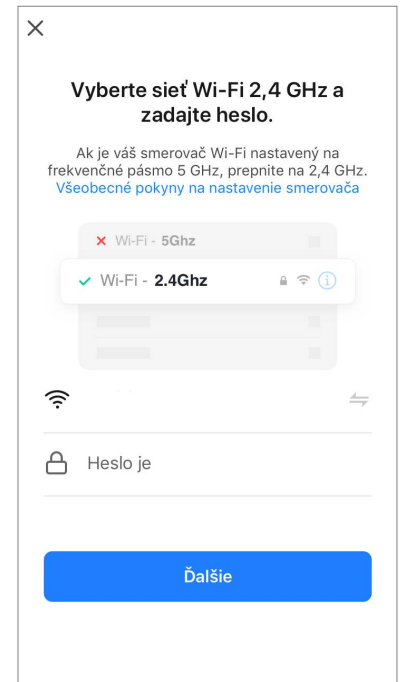 Vyberte sieť Wi-Fi 2,4 GHz a
zadajte heslo.
Ak je váš smerovač Wi-Fi nastavený na
frekvenčné pásmo 5 GHz, prepnite na 2,4 GHz.
Všeobecné pokyny na nastavenie smerovača
Wi-Fi - 5Ghz
Wi-Fi - 2.4Ghz
Heslo je
Ďalšie